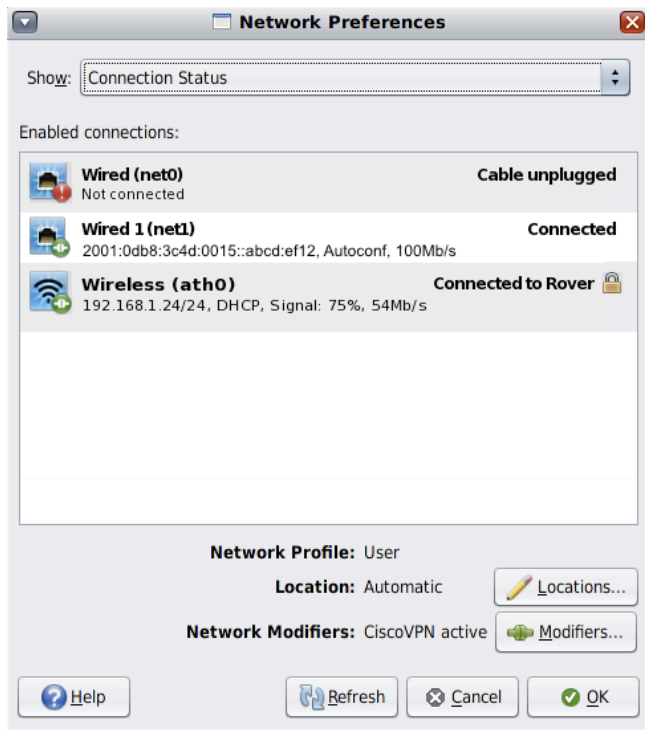 Network Preferences
Show: Connection Status
Enabled connections:
Wired (net0) Cable unplugged
Not connected
Wired 1 (net1) Connected
2001:0db8:3c4d:0015::abcd:ef12, Autoconf, 100Mb/s
Wireless (ath0) Connected to Rover
192.168.1.24/24, DHCP, Signal: 75%, 54Mb/s
Network Profile: User
Location: Automatic Locations...
Network Modifiers: CiscoVPN active Modifiers...
Help Refresh Cancel OK